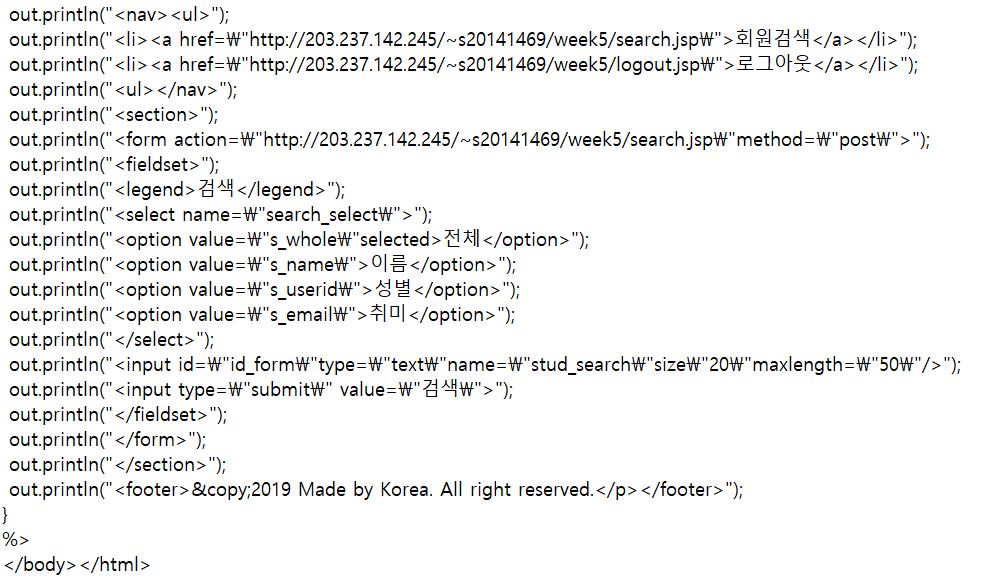 out.println("<nav><ul>");
out.println("<li><a href=₩"http://203.237.142.245/~s20141469/week5/search.jsp₩">회원검색</a></li>");
out.println("<li><a href=₩"http://203.237.142.245/~s20141469/week5/logout.jsp₩">로그아웃</a></li>");
out.println("<ul></nav>");
out.println("<section>");
out.println("<form action=₩"http://203.237.142.245/~s20141469/week5/search.jsp₩"method=₩"post₩">");
out.println("<fieldset>");
out.println("<legend>검색</legend>");
out.println("<select name=₩"search_select₩">");
out.println("<option value=₩"s_whole₩"selected>전체</option>");
out.println("<option value=₩"s_name₩">이름</option>");
out.println("<option value=₩"s_userid₩">성별</option>");
out.println("<option value=₩"s_email₩">취미</option>");
out.println("</select>");
out.println("<input id=₩"id_form₩"type=₩"text₩"name=₩"stud_search₩"size₩"20₩"maxlength=₩"50₩"/>");
out.println("<input type=₩"submit₩" value=₩"검색₩">");
out.println("</fieldset>");
out.println("</form>");
out.println("</section>");
out.println("<footer>&copy;2019 Made by Korea. All right reserved.</p></footer>");
}
%>
</body></html>